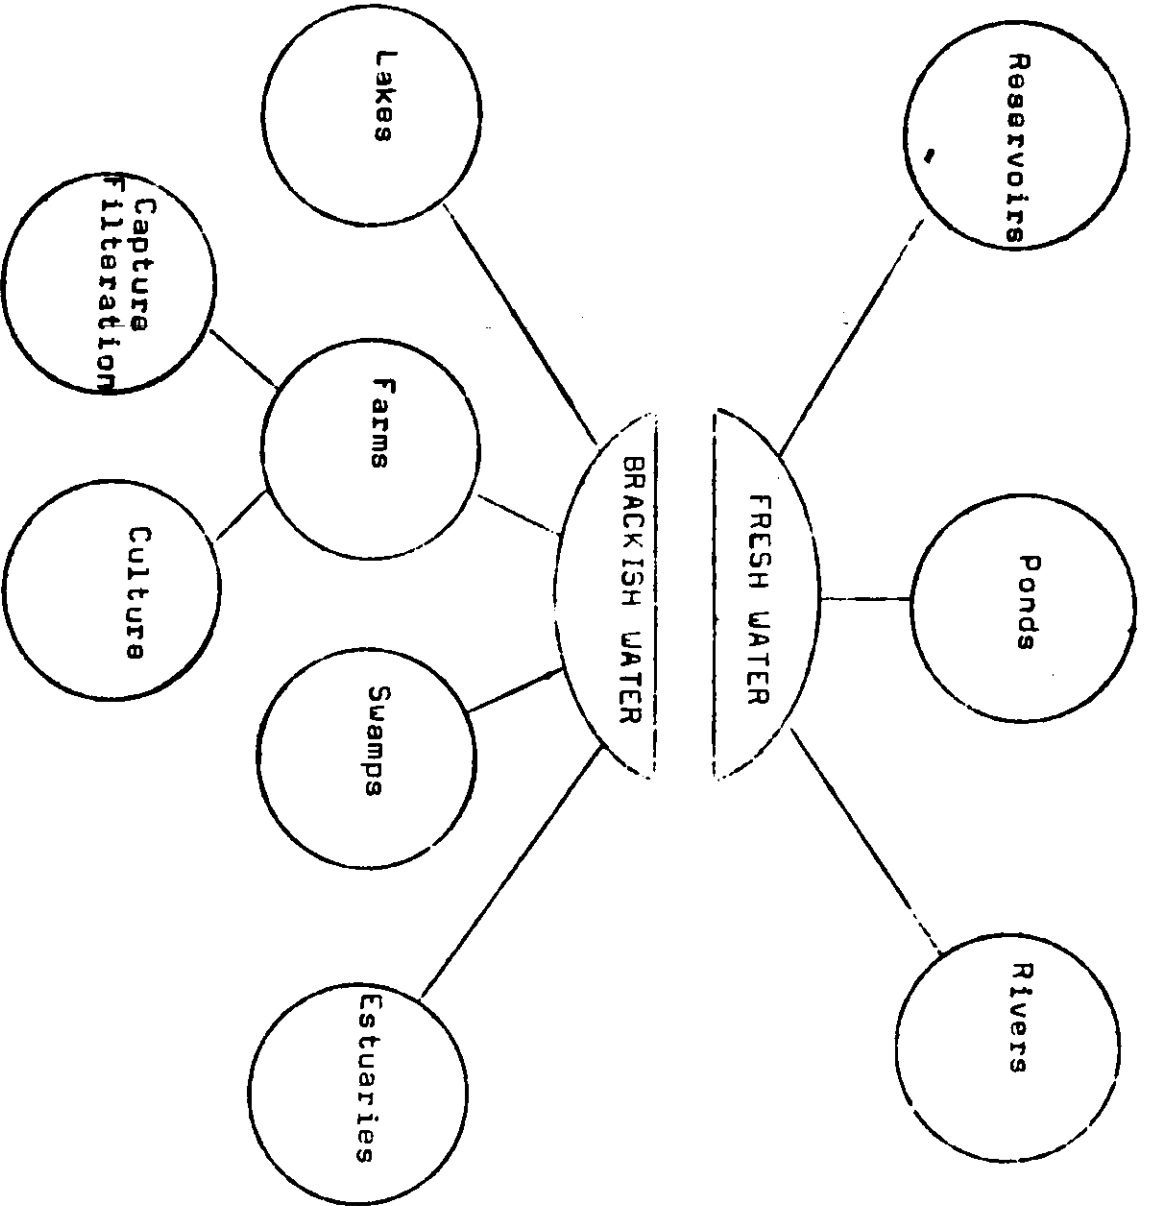 Reservoirs
Ponds
Rivers
FRESH WATER
BRACKISH WATER
Lakes
Farms
Swamps
Estuaries
Capture
Filteration
Culture